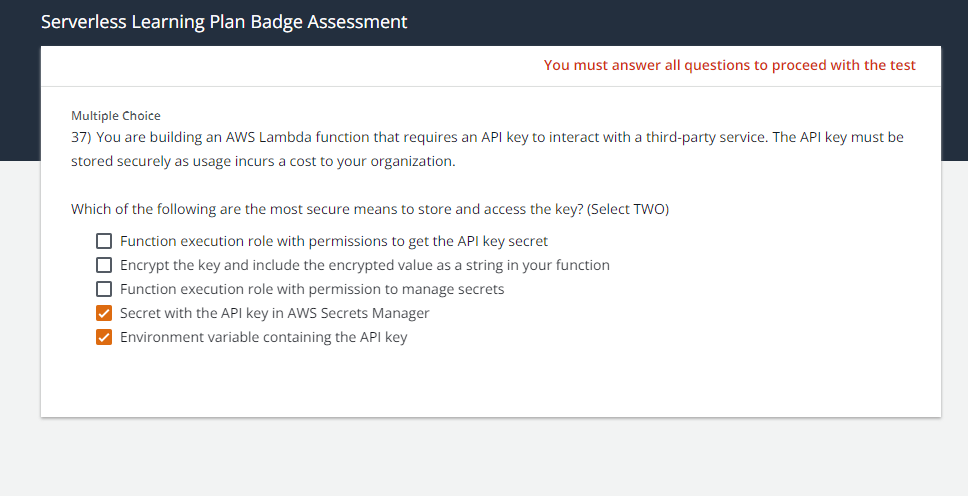 Serverless Learning Plan Badge Assessment
You must answer all questions to proceed with the test
Multiple Choice
37) You are building an AWS Lambda function that requires an API key to interact with a third-party service. The API key must be
stored securely as usage incurs a cost to your organization.
Which of the following are the most secure means to store and access the key? (Select TWO)
Function execution role with permissions to get the API key secret
Encrypt the key and include the encrypted value as a string in your function
Function execution role with permission to manage secrets
Secret with the API key in AWS Secrets Manager
Environment variable containing the API key